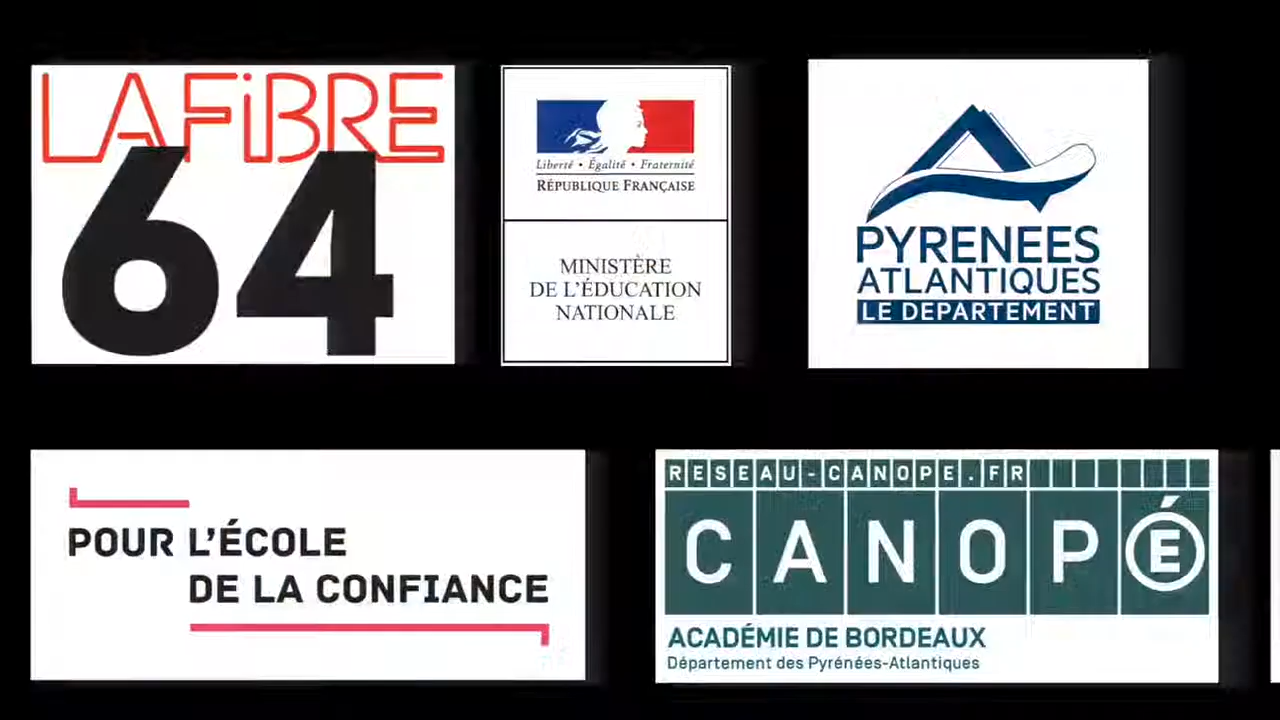 LAFiBRE
64
Liberté • Égalité • Fraternité
RÉPUBLIQUE FRANÇAISE
MINISTÈRE
DE L'ÉDUCATION
NATIONALE
PYRENEES
ATLANTIQUES
LE DEPARTEMENT
POUR L'ÉCOLE
DE LA CONFIANCE
RESEAU-CANOPE.FR
CANOPÉ
ACADÉMIE DE BORDEAUX
Département des Pyrénées-Atlantiques